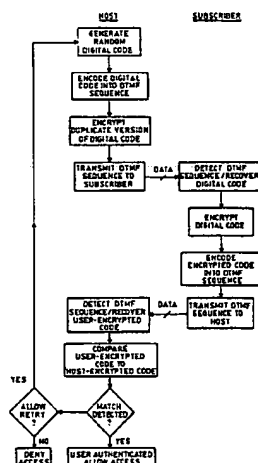 HOST
SUBSCRIBER
GENERATE
RANDOM
DIGITAL CODE
ENCODE DIGITAL
CODE INTO DTMF
SEQUENCE
ENCRYPT
DUPLICATE VERSION
OF DIGITAL CODE
TRANSMIT DTMF
SEQUENCE TO
SUBSCRIBER
DATA
DETECT DTMF
SEQUENCE/RECOVER
DIGITAL CODE
ENCRYPT
DIGITAL CODE
ENCODE
ENCRYPTED CODE
INTO DTMF
SEQUENCE
TRANSMIT DTMF
SEQUENCE TO HOST
DATA
DETECT DTMF
SEQUENCE/RECOVER
USER-ENCRYPTED
CODE
COMPARE
USER-ENCRYPTED
CODE TO
HOST-ENCRYPTED CODE
YES
ALLOW
RETRY
?
MATCH
DETECTED
?
NO
YES
DENY
ACCESS
USER AUTHENTICATED
ALLOW ACCESS